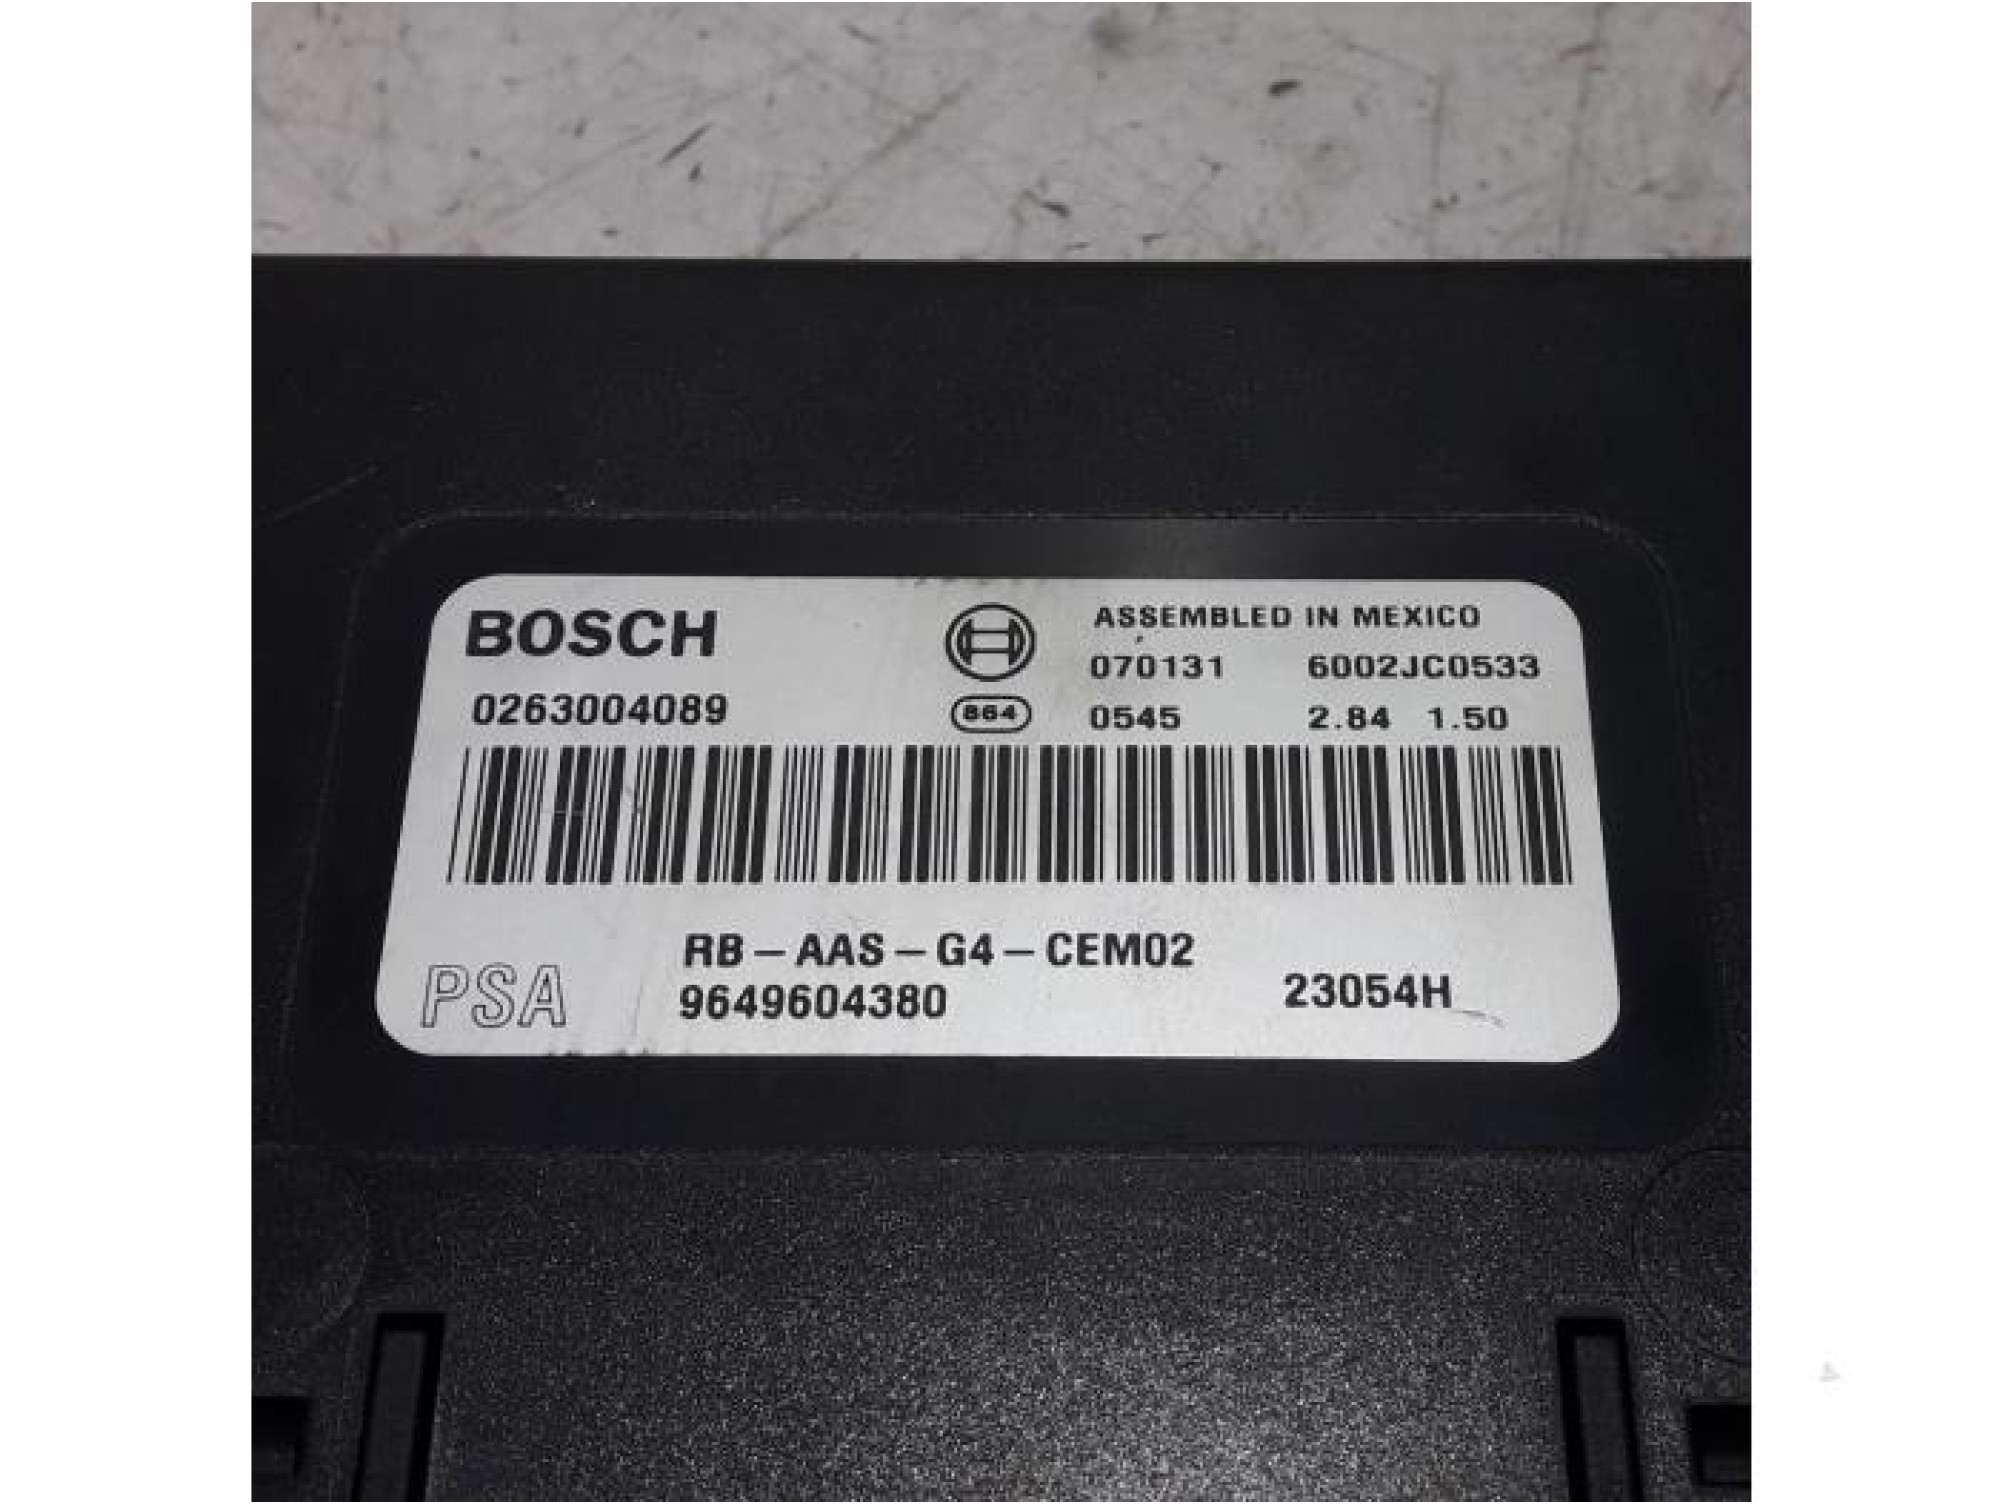 BOSCH
ASSEMBLED IN MEXICO
070131 6002JC0533
0263004089
864 0545 2.84 1.50
RB-AAS-G4-CEM02
PSA
9649604380
23054H